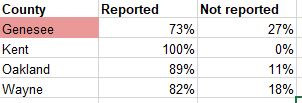 County Reported Not reported
Genesee 73% 27%
Kent 100% 0%
Oakland 89% 11%
Wayne 82% 18%